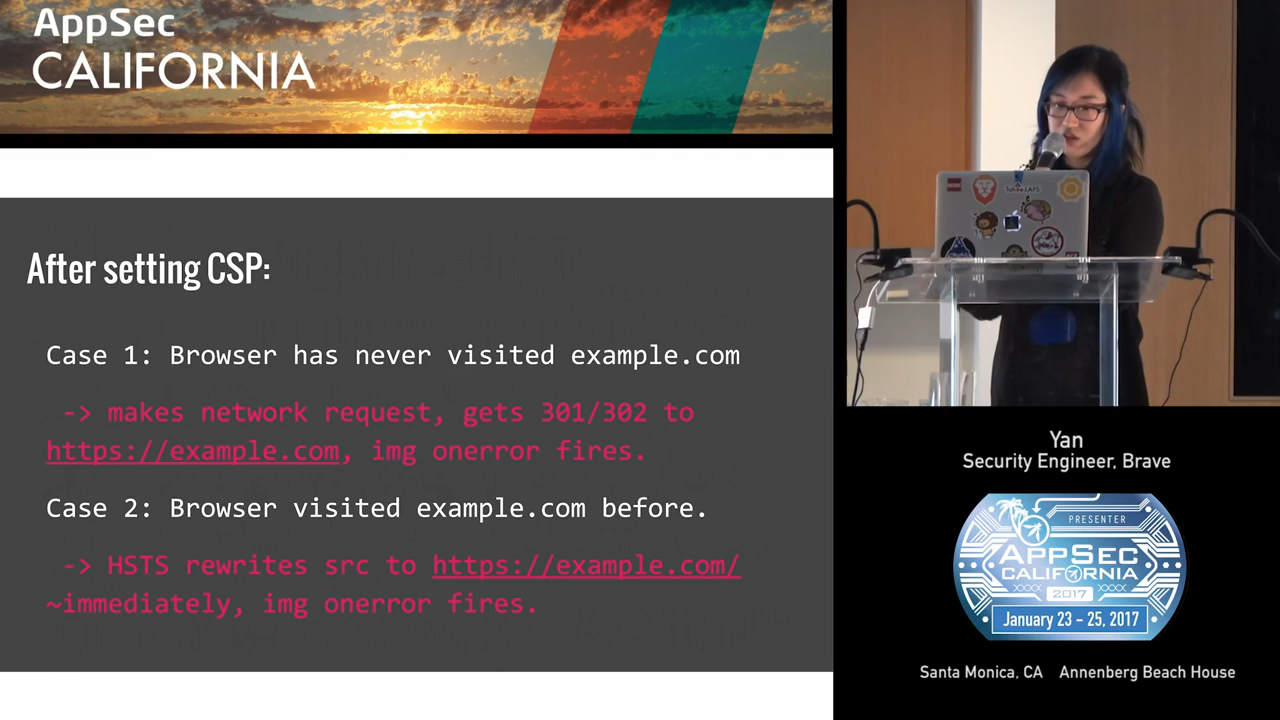 AppSec
CALIFORNIA
After setting CSP:
Case 1: Browser has never visited example.com
-> makes network request, gets 301/302 to
https://example.com, img onerror fires.
Case 2: Browser visited example.com before.
-> HSTS rewrites src to https://example.com/
~immediately, img onerror fires.
Yan
Security Engineer, Brave
PRESENTER
APPSEC
CALIFORNIA
2017
January 23 - 25, 2017
Santa Monica, CA Annenberg Beach House